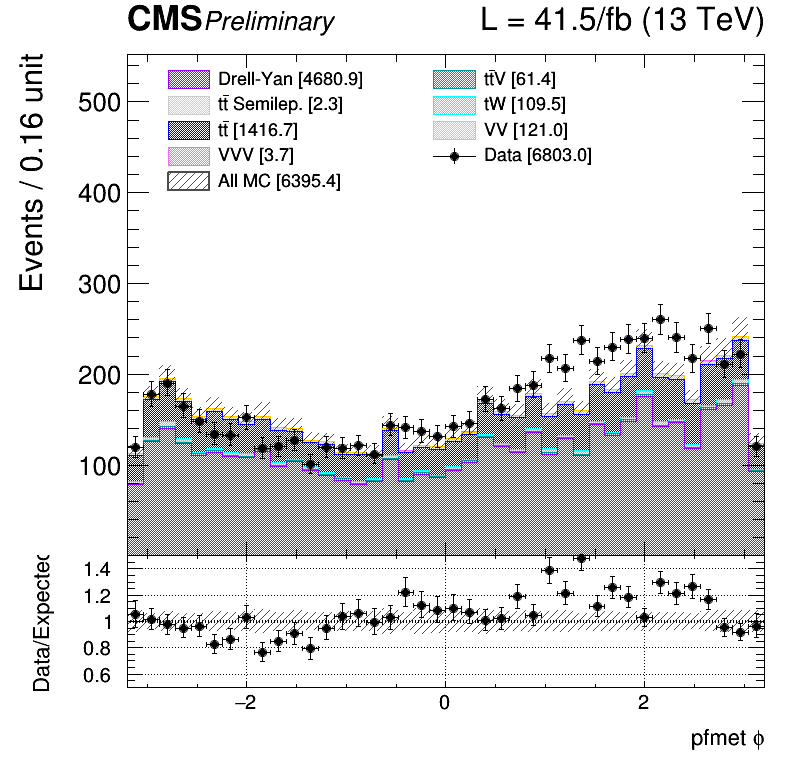 CMS Preliminary L = 41.5/fb (13 TeV)
Events / 0.16 unit
500
400
300
200
100
Drell-Yan [4680.9]
tt̄ Semilep. [2.3]
tt̄ [1416.7]
VVV [3.7]
All MC [6395.4]
tt̄V [61.4]
tW [109.5]
VV [121.0]
Data [6803.0]
Data/Expected
1.4
1.2
1
0.8
0.6
−2 0 2
pfmet ϕ